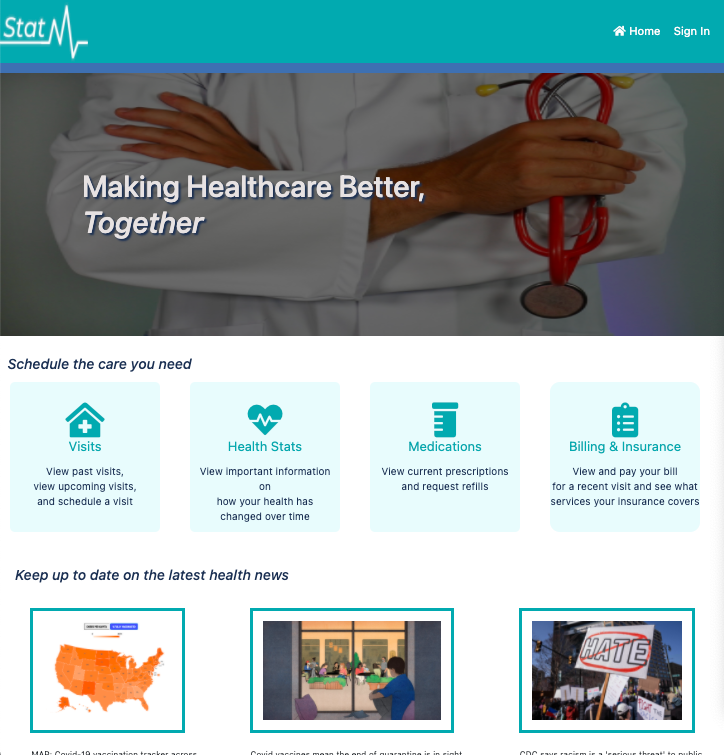 Stat
Home
Sign In
Making Healthcare Better,
Together
Schedule the care you need
Visits
View past visits,
view upcoming visits,
and schedule a visit
Health Stats
View important information
on
how your health has
changed over time
Medications
View current prescriptions
and request refills
Billing & Insurance
View and pay your bill
for a recent visit and see what
services your insurance covers
Keep up to date on the latest health news
HATE
MAP: Covid-19 vaccination tracker across
Covid vaccines mean the end of quarantine is in sight
CDC says racism is a 'serious threat' to public